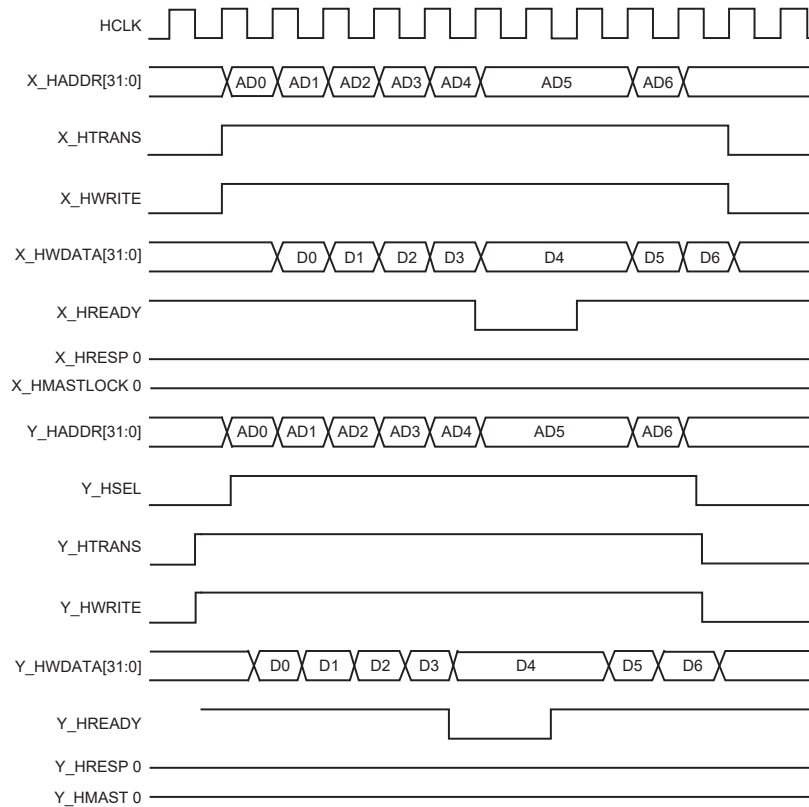 HCLK
X_HADDR[31:0] AD0 AD1 AD2 AD3 AD4 AD5 AD6
X_HTRANS
X_HWRITE
X_HWDATA[31:0] D0 D1 D2 D3 D4 D5 D6
X_HREADY
X_HRESP 0
X_HMASTLOCK 0
Y_HADDR[31:0] AD0 AD1 AD2 AD3 AD4 AD5 AD6
Y_HSEL
Y_HTRANS
Y_HWRITE
Y_HWDATA[31:0] D0 D1 D2 D3 D4 D5 D6
Y_HREADY
Y_HRESP 0
Y_HMAST 0